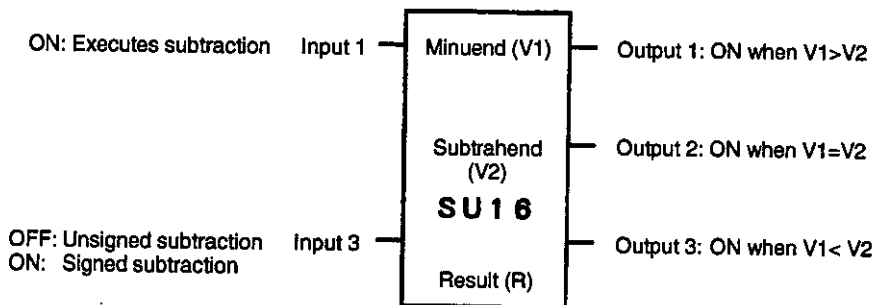 ON: Executes subtraction Input 1 Minuend (V1) Output 1: ON when V1>V2
Subtrahend Output 2: ON when V1=V2
(V2)
SU16
OFF: Unsigned subtraction Input 3 Output 3: ON when V1< V2
ON: Signed subtraction
Result (R)